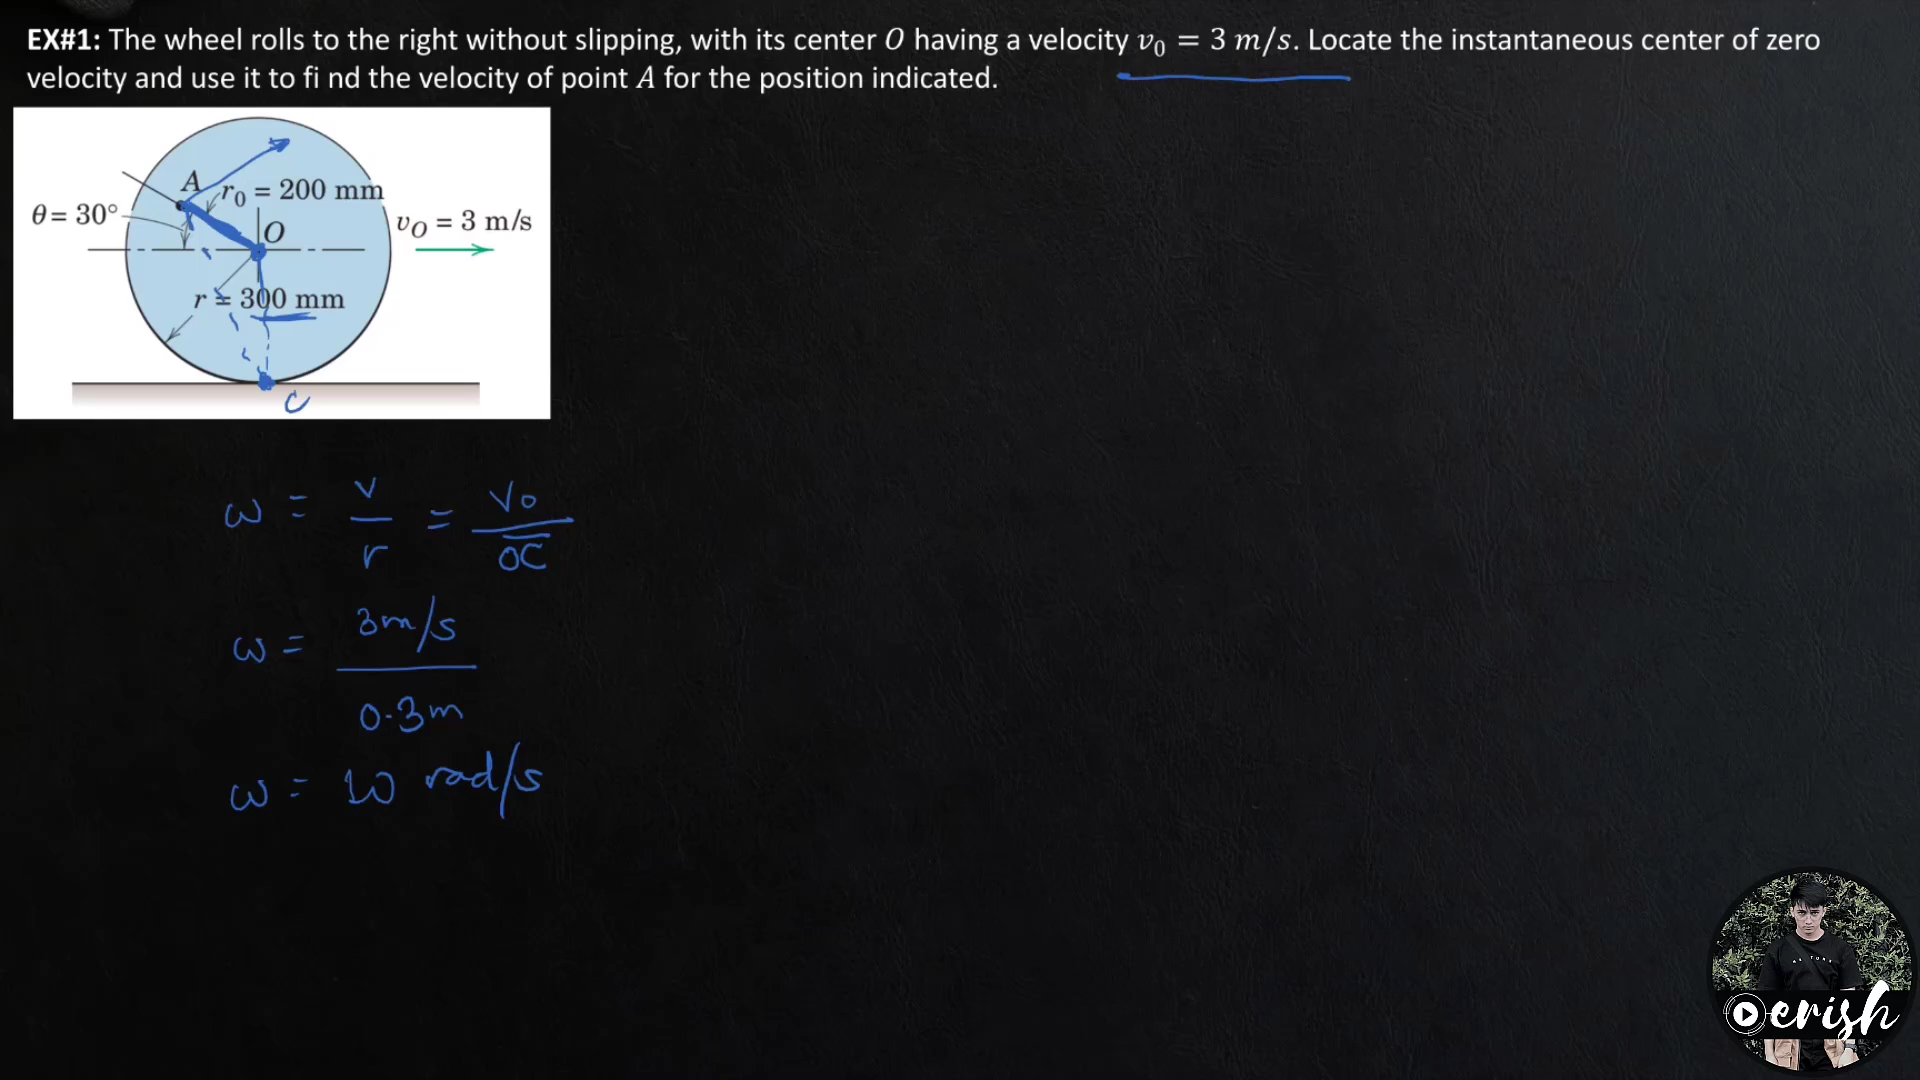 EX#1: The wheel rolls to the right without slipping, with its center O having a velocity v₀ = 3 m/s. Locate the instantaneous center of zero
velocity and use it to fi nd the velocity of point A for the position indicated.
A
r₀ = 200 mm
θ = 30°
O
v_O = 3 m/s
r = 300 mm
C
ω = v/r = vo/OC
ω = 3m/s / 0.3m
ω = 10 rad/s
erish